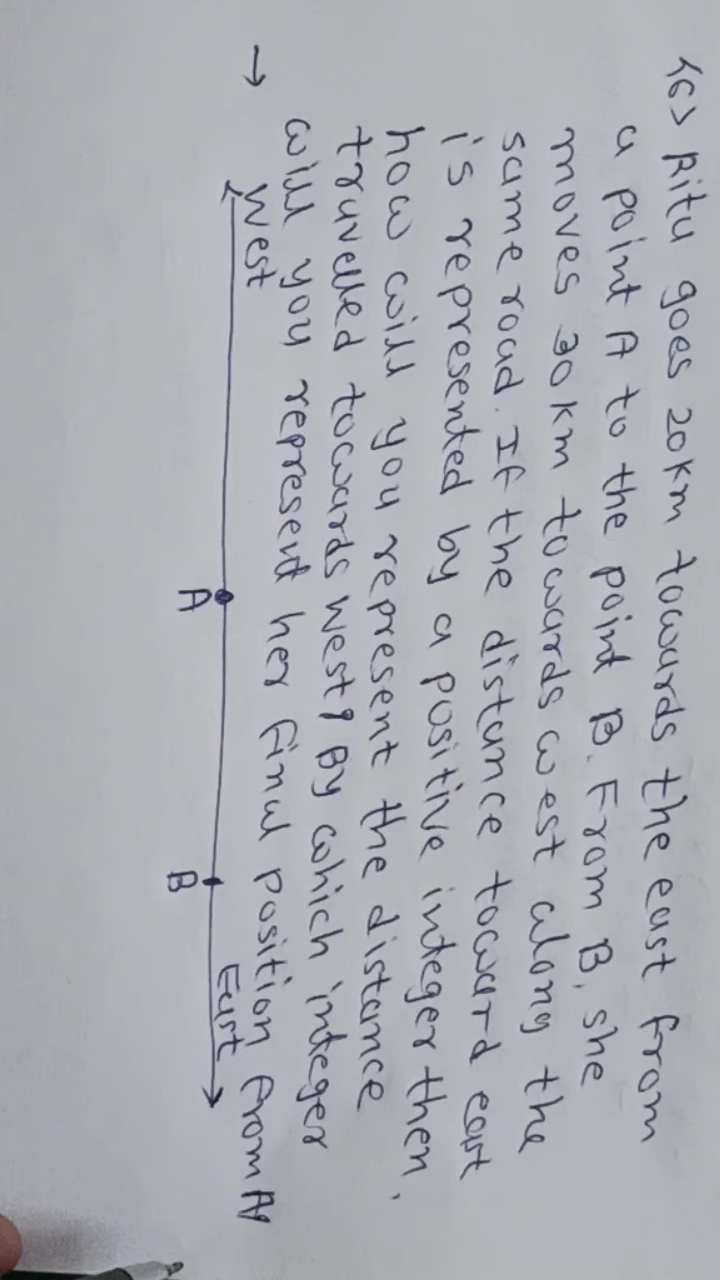 (6) Ritu goes 20km towards the east from
a point A to the point B. From B, she
moves 30km towards west along the
same road. If the distance toward east
is represented by a positive integer then,
how will you represent the distance
travelled towards west? By which integer
will you represent her final position from A?
→
West
East
A
B